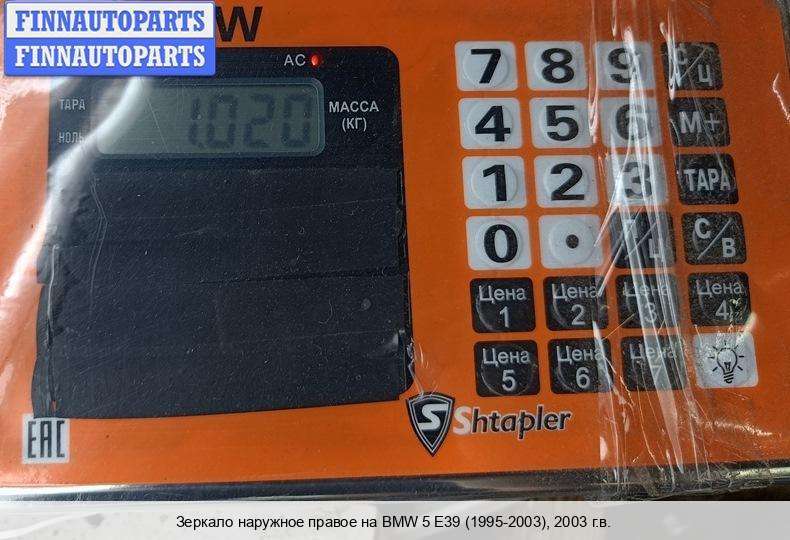 FINNAUTOPARTS
FINNAUTOPARTS
W
AC
ТАРА
НОЛЬ
1.020
МАССА
(КГ)
7 8 9 С/Ц
4 5 6 М+
1 2 3 ТАРА
0 . С/В
Цена 1 Цена 2 Цена 3 Цена 4
Цена 5 Цена 6 Цена 7
EAC
S Shtapler
Зеркало наружное правое на BMW 5 E39 (1995-2003), 2003 г.в.